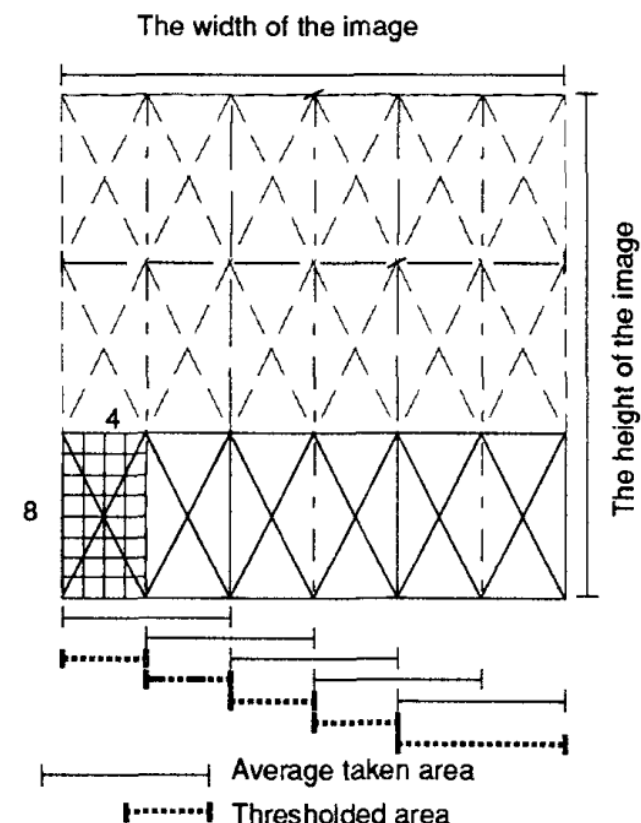 The width of the image
The height of the image
4
8
Average taken area
Thresholded area